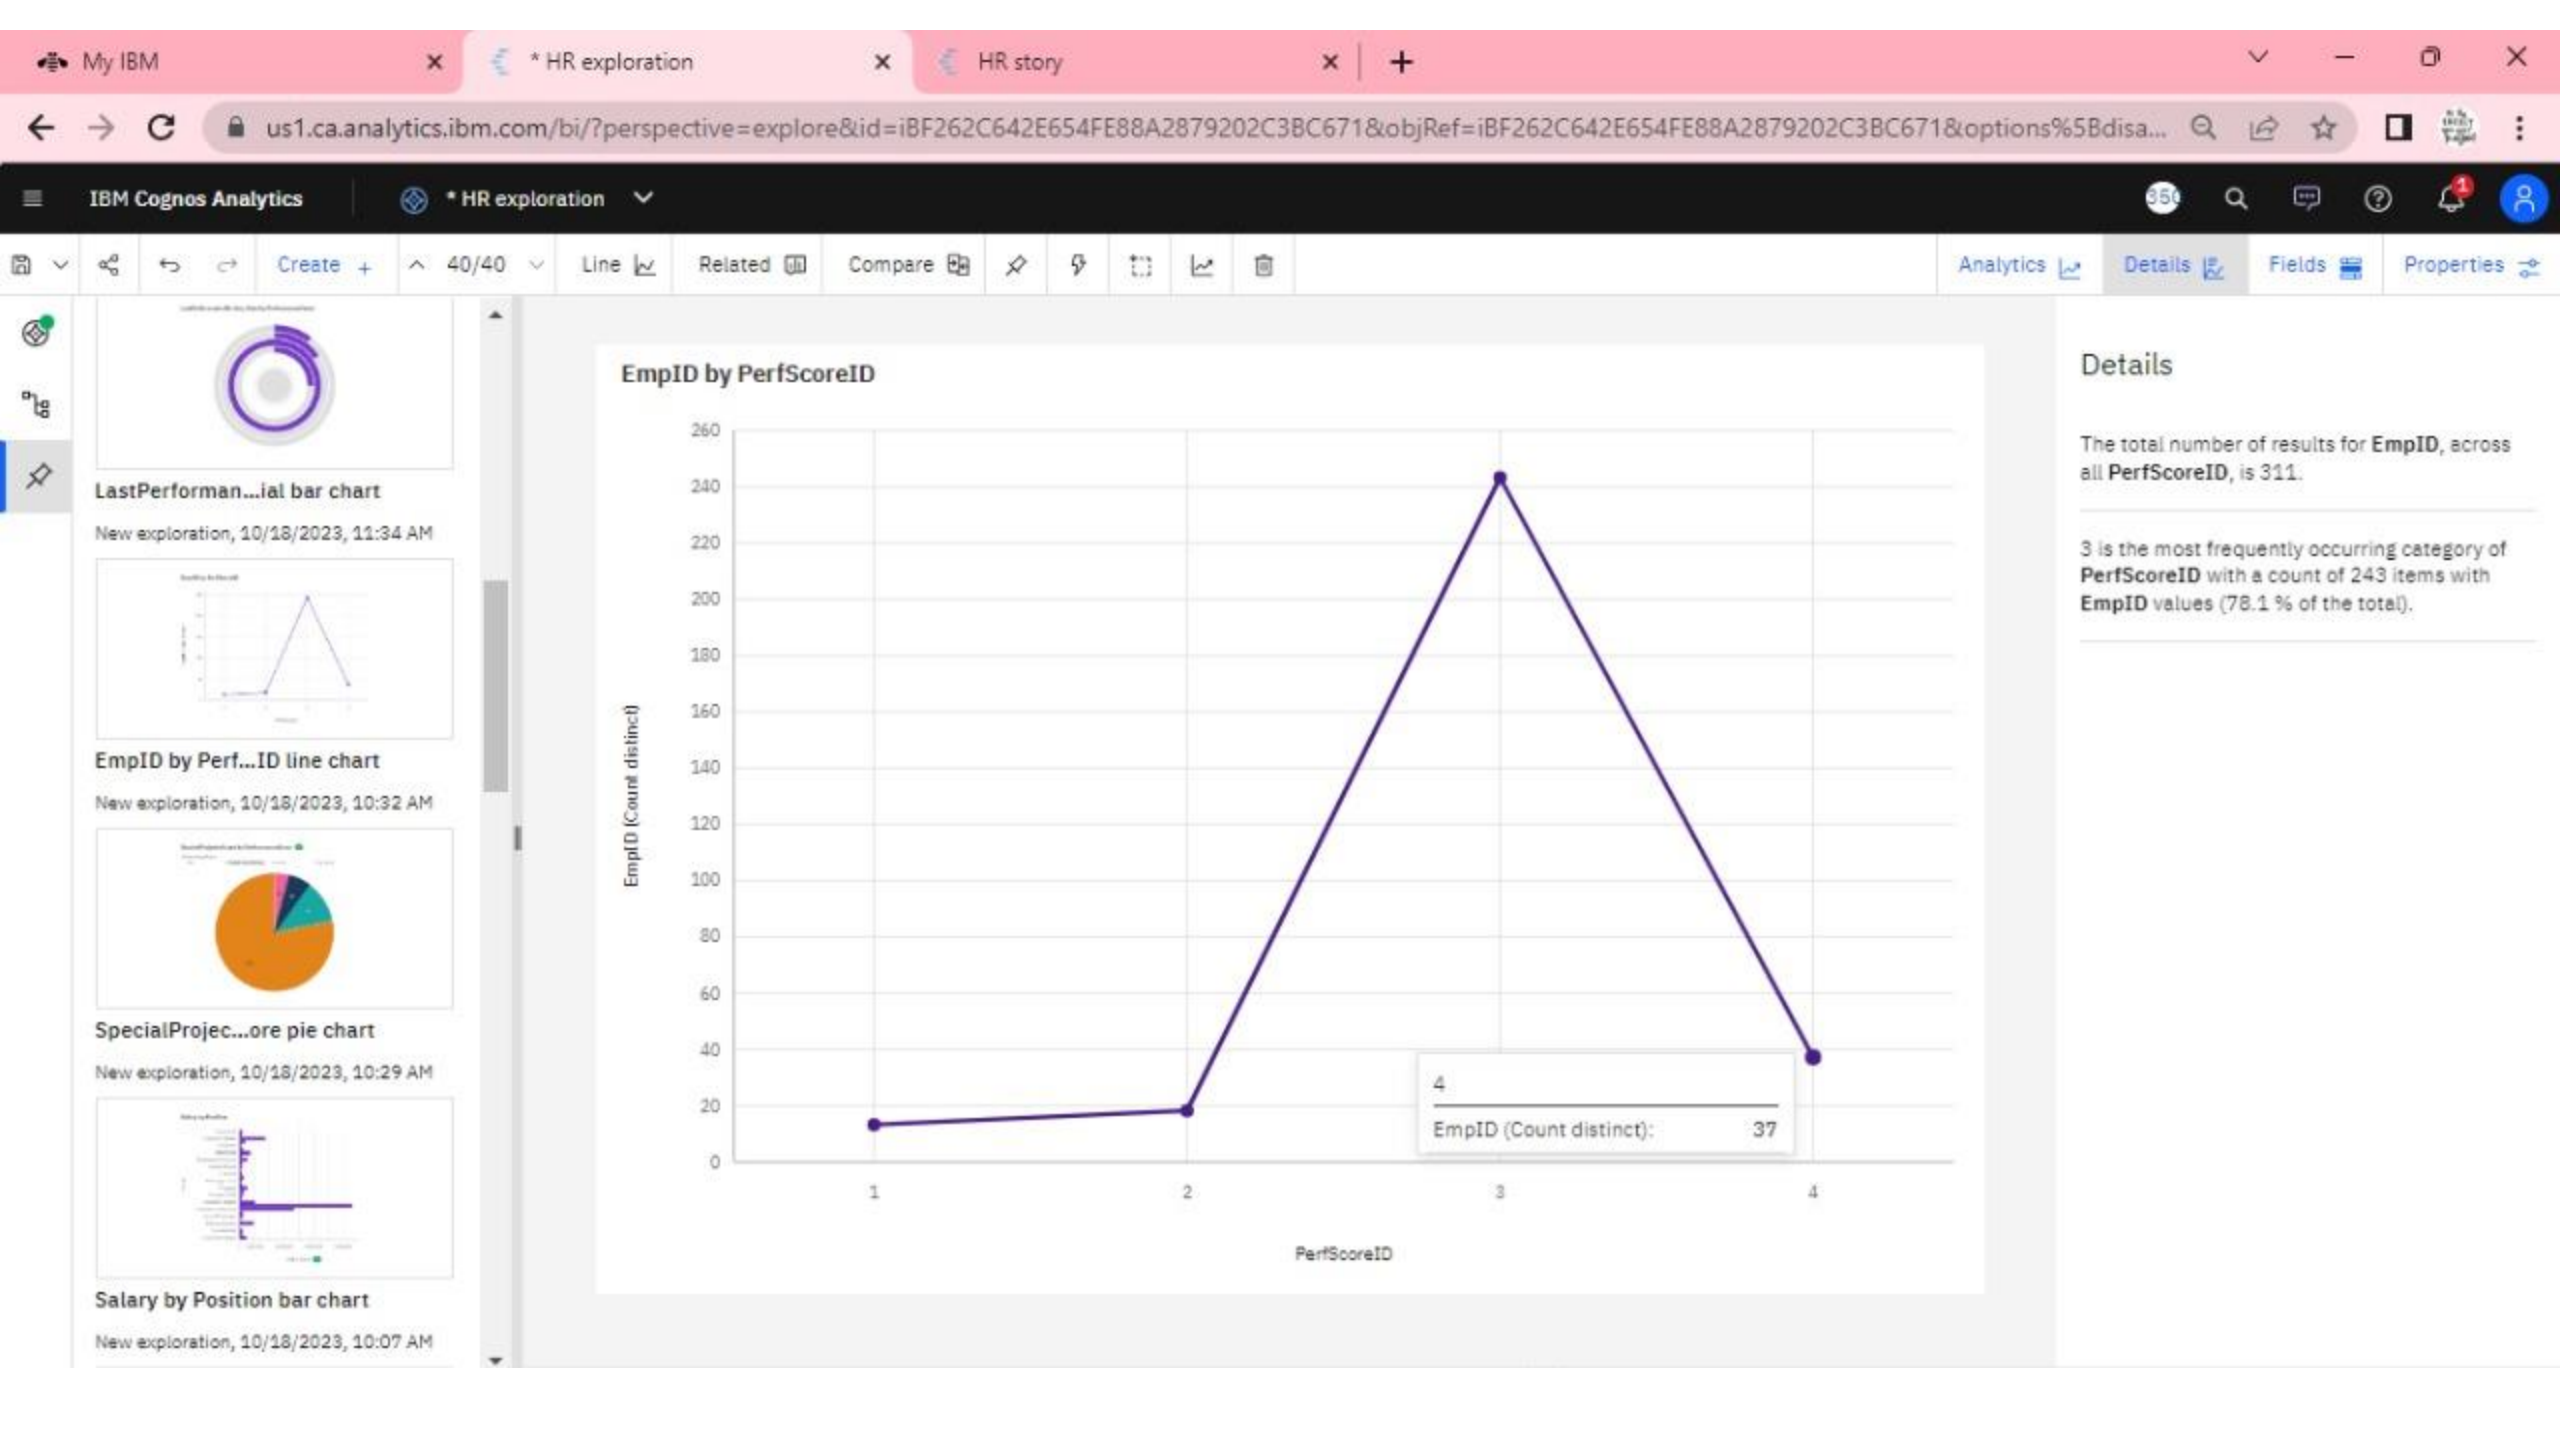 My IBM
* HR exploration
HR story
us1.ca.analytics.ibm.com/bi/?perspective=explore&id=iBF262C642E654FE88A2879202C3BC671&objRef=iBF262C642E654FE88A2879202C3BC671&options%5Bdisa...
IBM Cognos Analytics
* HR exploration
1
Create +
40/40
Line
Related
Compare
Analytics
Details
Fields
Properties
LastPerforman...ial bar chart
New exploration, 10/18/2023, 11:34 AM
EmpID by Perf...ID line chart
New exploration, 10/18/2023, 10:32 AM
SpecialProjec...ore pie chart
New exploration, 10/18/2023, 10:29 AM
Salary by Position bar chart
New exploration, 10/18/2023, 10:07 AM
EmpID by PerfScoreID
EmpID (Count distinct)
260
240
220
200
180
160
140
120
100
80
60
40
20
0
1
2
3
4
PerfScoreID
4
EmpID (Count distinct): 37
Details
The total number of results for EmpID, across
all PerfScoreID, is 311.
3 is the most frequently occurring category of
PerfScoreID with a count of 243 items with
EmpID values (78.1 % of the total).